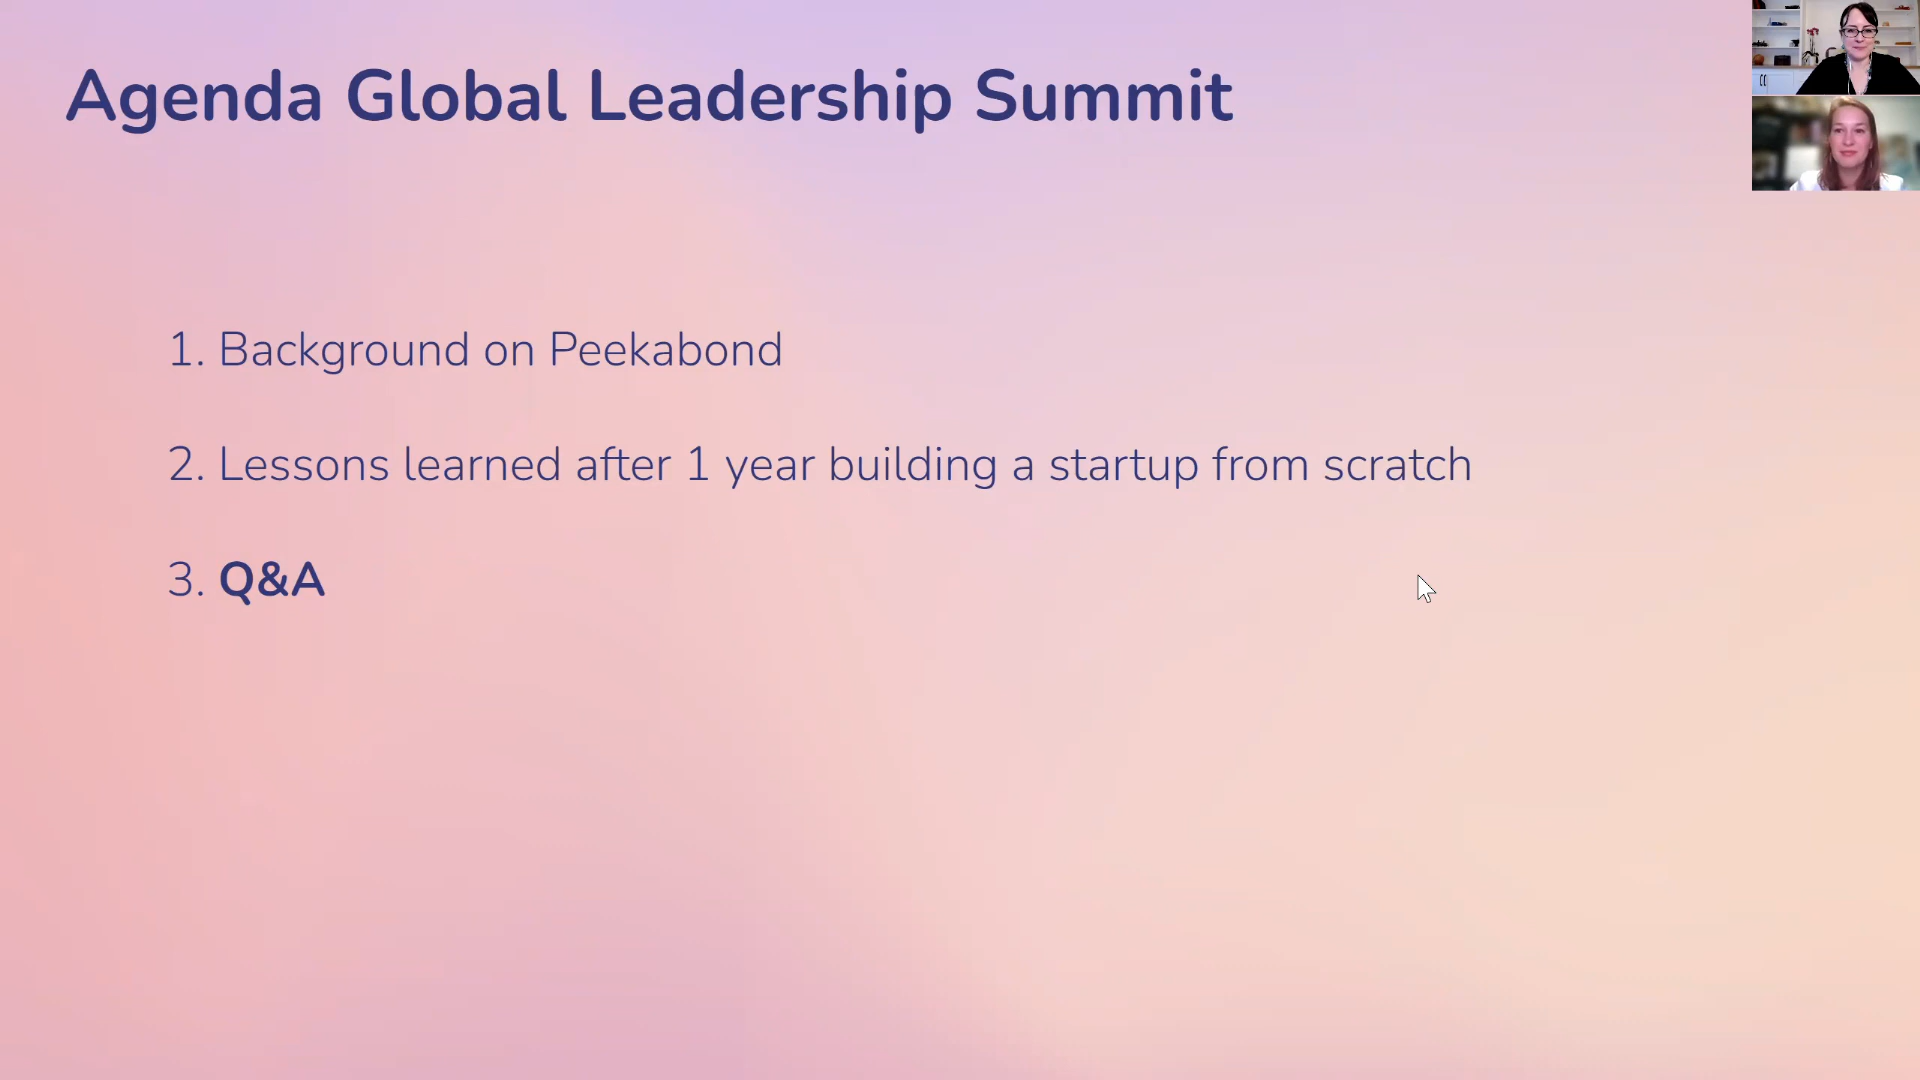 Agenda Global Leadership Summit
1. Background on Peekabond
2. Lessons learned after 1 year building a startup from scratch
3. Q&A